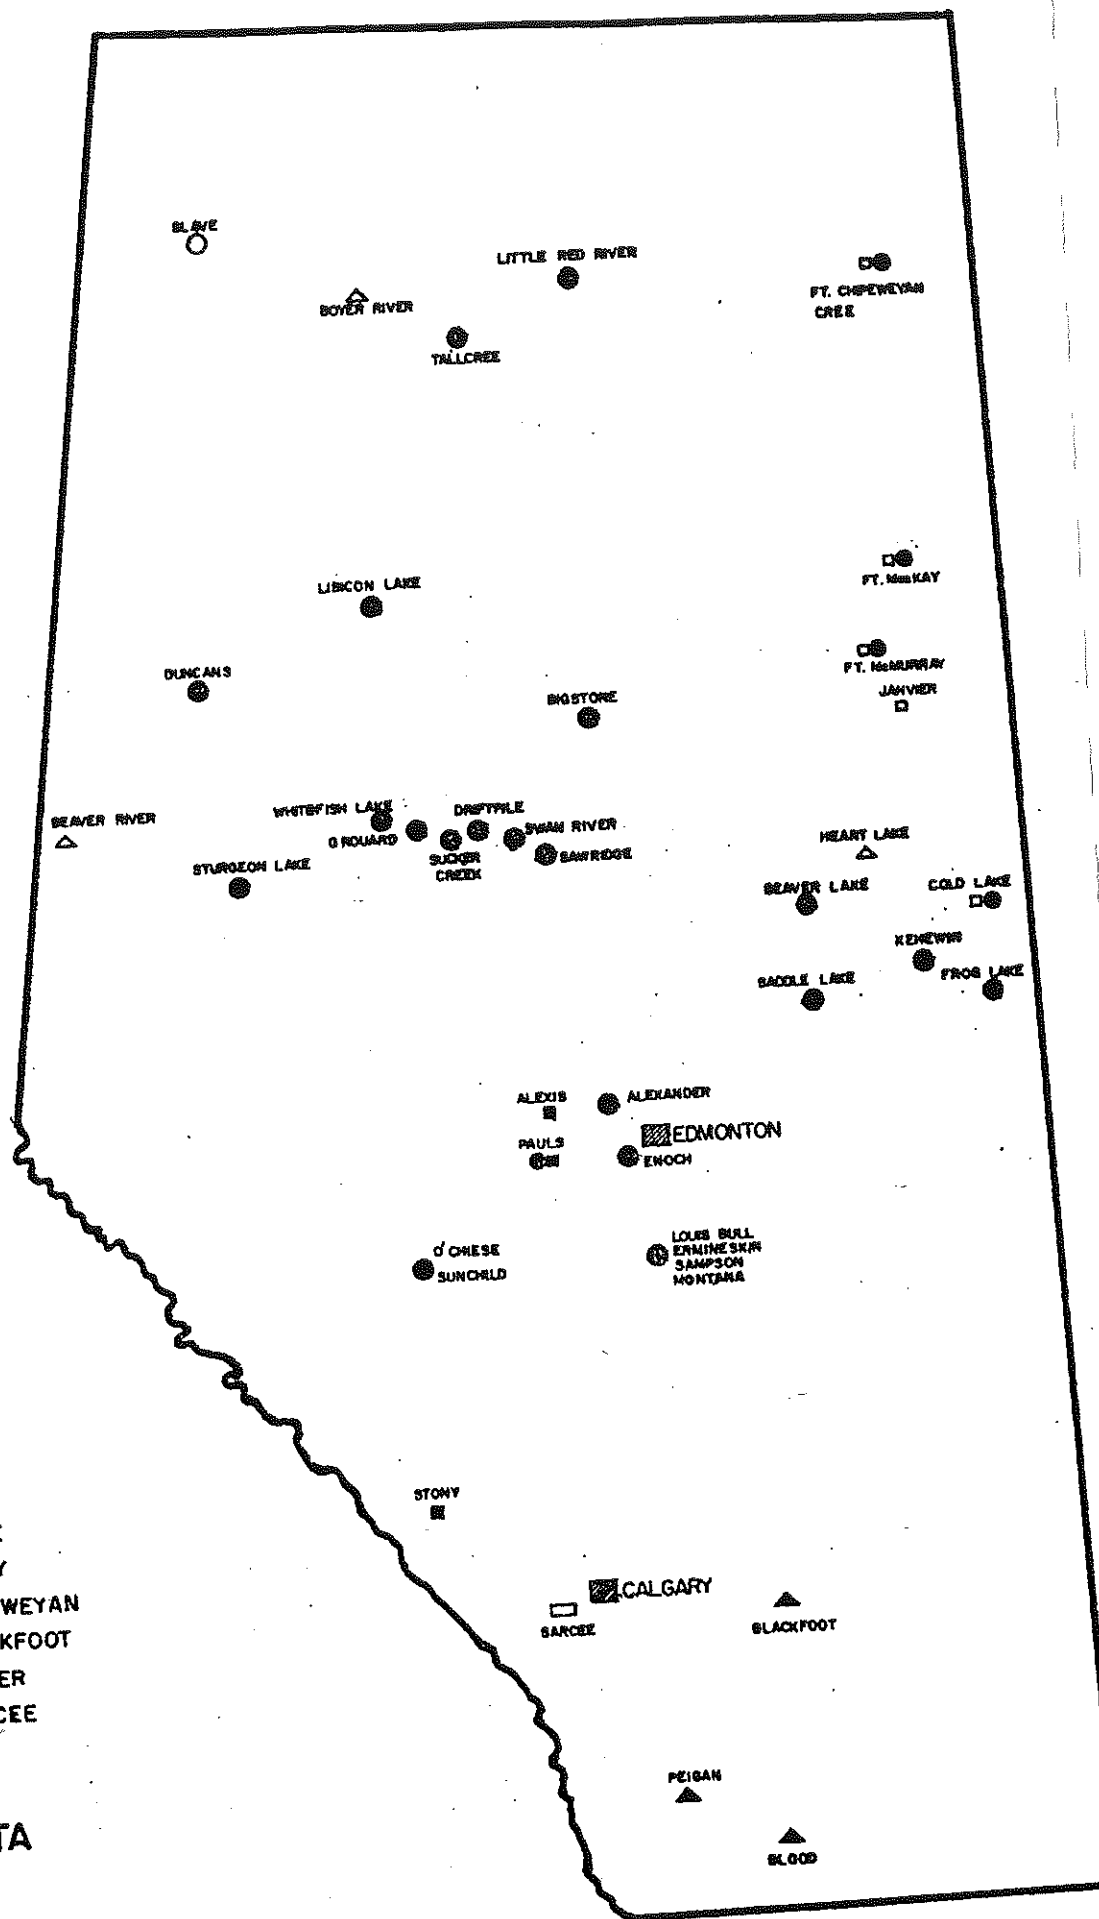 SLAVE
LITTLE RED RIVER
BOYER RIVER
FT. CHIPEWEYAN
CREE
TALLCREE
LIBICON LAKE
FT. MacKAY
DUNCANS
FT. McMURRAY
JANVIER
BIGSTONE
BEAVER RIVER
WHITEFISH LAKE
DRIFTPILE
GROUARD
SWAN RIVER
SUCKER
CREEK
SAWRIDGE
HEART LAKE
STURGEON LAKE
BEAVER LAKE
COLD LAKE
KEHEWIN
SADDLE LAKE
FROG LAKE
ALEXIS
ALEXANDER
EDMONTON
PAULS
ENOCH
O'CHIESE
SUNCHILD
LOUIS BULL
ERMINESKIN
SAMPSON
MONTANA
STONY
CALGARY
SARCEE
BLACKFOOT
Y
WEYAN
KFOOT
ER
CEE
PEIGAN
TA
BLOOD